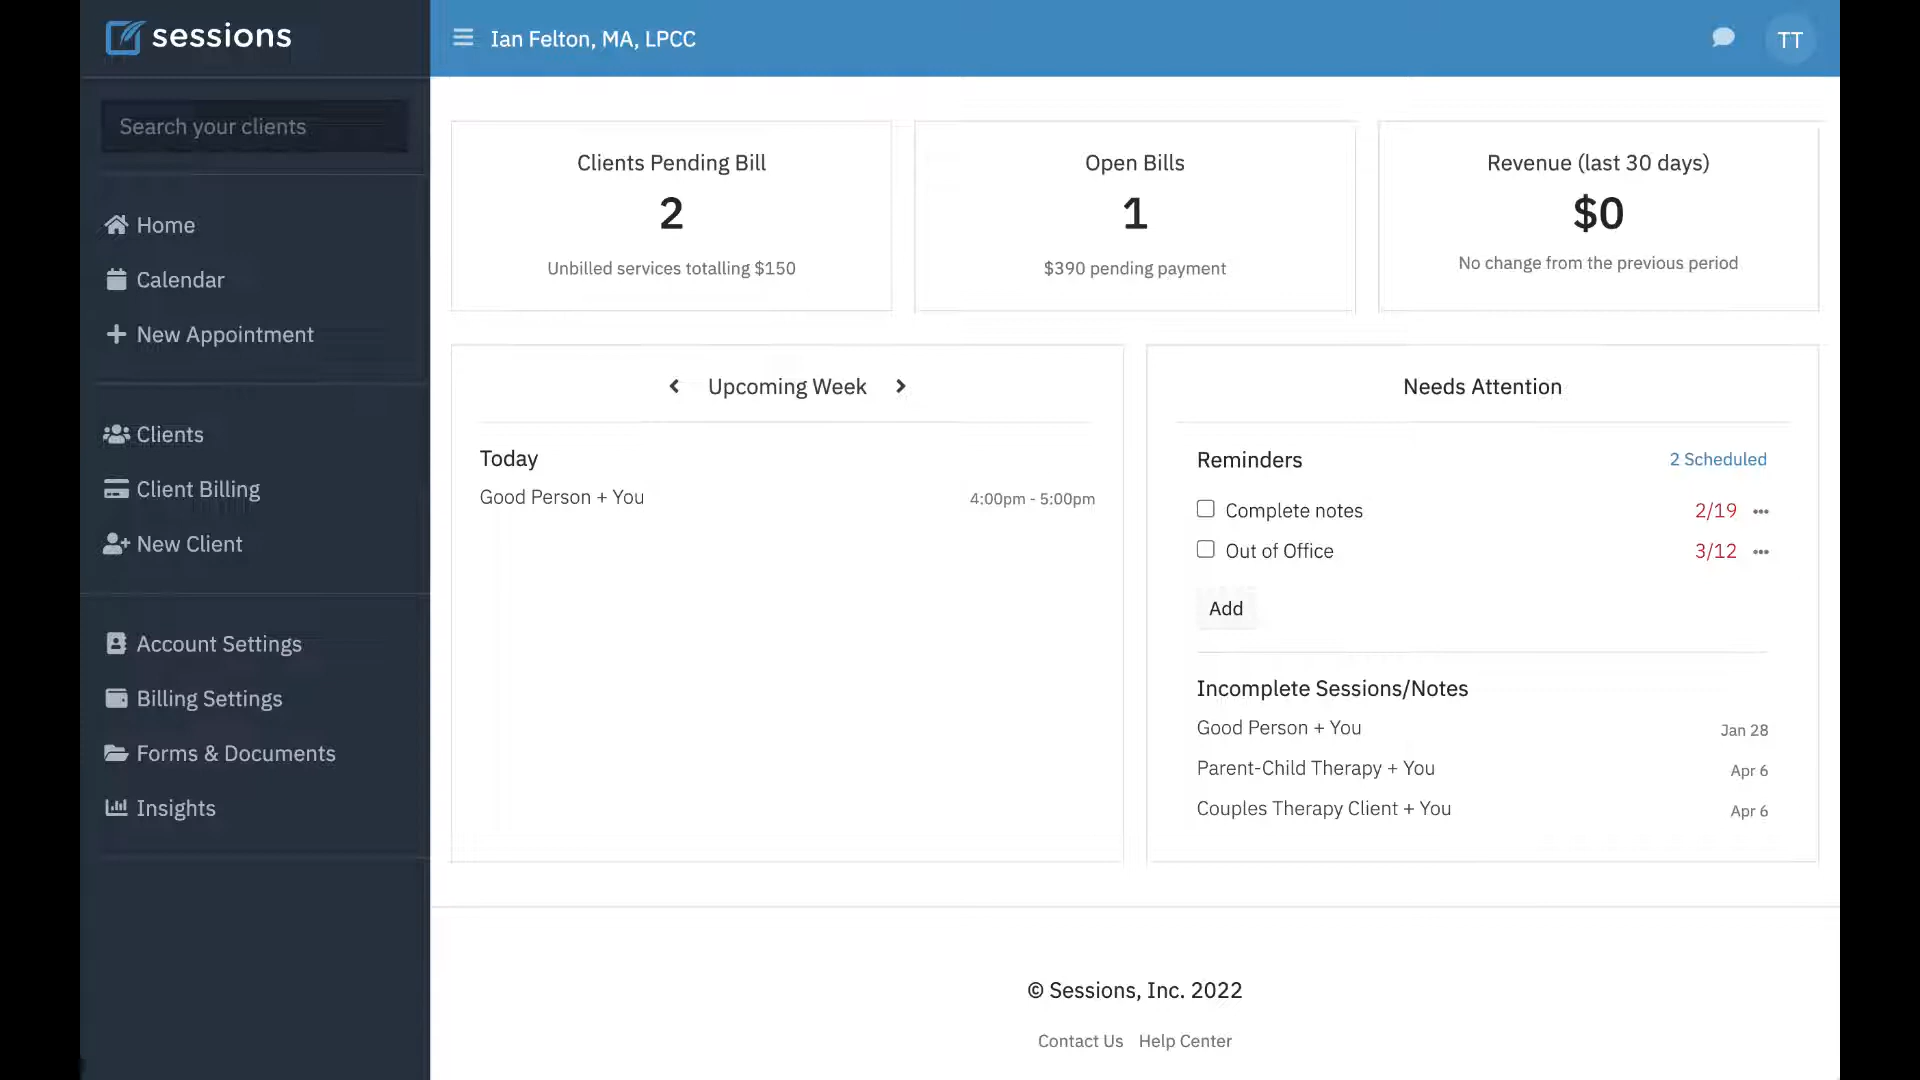 sessions
Ian Felton, MA, LPCC
TT
Search your clients
Home
Calendar
New Appointment
Clients
Client Billing
New Client
Account Settings
Billing Settings
Forms & Documents
Insights
Clients Pending Bill
2
Unbilled services totalling $150
Open Bills
1
$390 pending payment
Revenue (last 30 days)
$0
No change from the previous period
Upcoming Week
Today
Good Person + You 4:00pm - 5:00pm
Needs Attention
Reminders 2 Scheduled
Complete notes 2/19
Out of Office 3/12
Add
Incomplete Sessions/Notes
Good Person + You Jan 28
Parent-Child Therapy + You Apr 6
Couples Therapy Client + You Apr 6
© Sessions, Inc. 2022
Contact Us Help Center